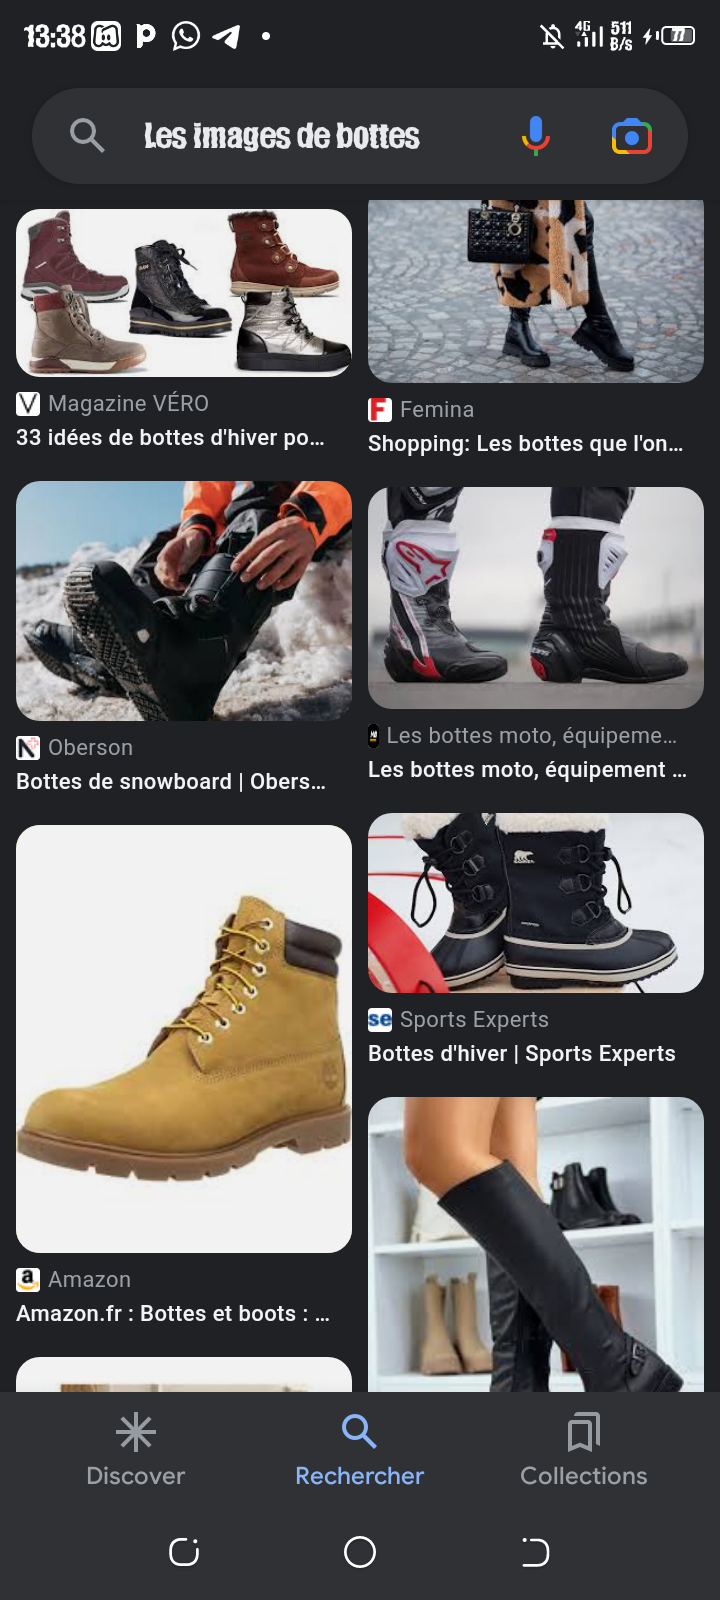 13:38
4G 511 B/s 77
Les images de bottes
Magazine VÉRO
33 idées de bottes d'hiver po...
Femina
Shopping: Les bottes que l'on...
Oberson
Bottes de snowboard | Obers...
Les bottes moto, équipeme...
Les bottes moto, équipement ...
SOREL
se Sports Experts
Bottes d'hiver | Sports Experts
Amazon
Amazon.fr : Bottes et boots : ...
Discover
Rechercher
Collections